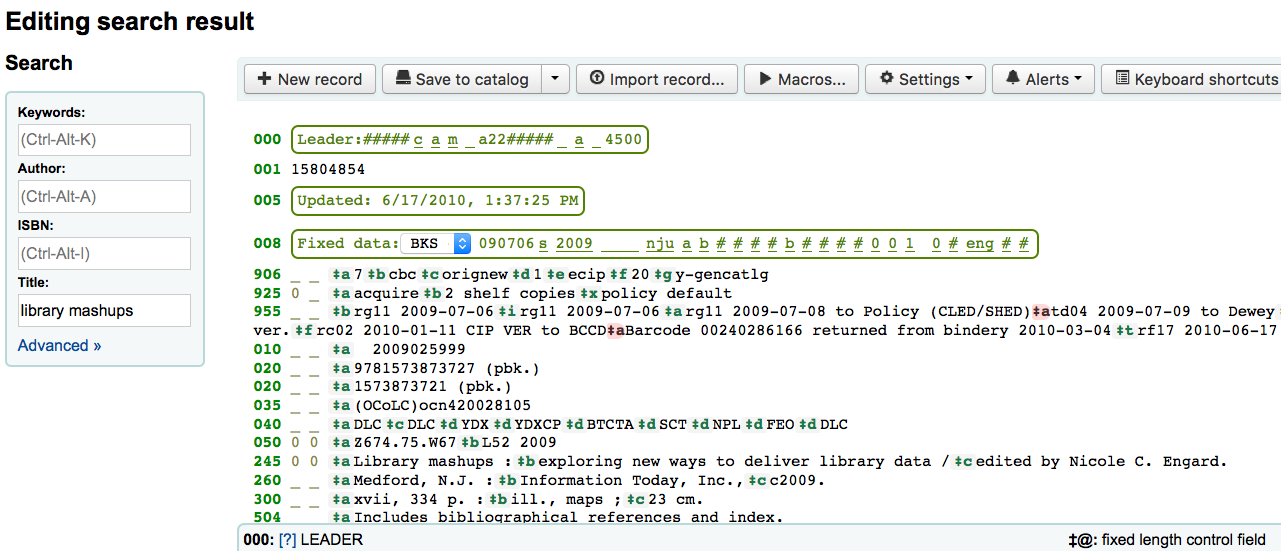 Editing search result
Search
Keywords:
(Ctrl-Alt-K)
Author:
(Ctrl-Alt-A)
ISBN:
(Ctrl-Alt-I)
Title:
library mashups
Advanced »
New record Save to catalog Import record... Macros... Settings Alerts Keyboard shortcuts
000 Leader:##### c a m _ a22##### _ a _ 4500
001 15804854
005 Updated: 6/17/2010, 1:37:25 PM
008 Fixed data: BKS 090706 s 2009 ____ nju a b # # # # b # # # # 0 0 1 0 # eng # #
906 _ _ ‡a 7 ‡b cbc ‡c orignew ‡d 1 ‡e ecip ‡f 20 ‡g y-gencatlg
925 0 _ ‡a acquire ‡b 2 shelf copies ‡x policy default
955 _ _ ‡b rg11 2009-07-06 ‡i rg11 2009-07-06 ‡a rg11 2009-07-08 to Policy (CLED/SHED) ‡a td04 2009-07-09 to Dewey ‡
ver. ‡f rc02 2010-01-11 CIP VER to BCCD ‡a Barcode 00240286166 returned from bindery 2010-03-04 ‡t rf17 2010-06-17
010 _ _ ‡a 2009025999
020 _ _ ‡a 9781573873727 (pbk.)
020 _ _ ‡a 1573873721 (pbk.)
035 _ _ ‡a (OCoLC)ocn420028105
040 _ _ ‡a DLC ‡c DLC ‡d YDX ‡d YDXCP ‡d BTCTA ‡d SCT ‡d NPL ‡d FEO ‡d DLC
050 0 0 ‡a Z674.75.W67 ‡b L52 2009
245 0 0 ‡a Library mashups : ‡b exploring new ways to deliver library data / ‡c edited by Nicole C. Engard.
260 _ _ ‡a Medford, N.J. : ‡b Information Today, Inc., ‡c c2009.
300 _ _ ‡a xvii, 334 p. : ‡b ill., maps ; ‡c 23 cm.
504 _ _ ‡a Includes bibliographical references and index.
000: [?] LEADER ‡@: fixed length control field